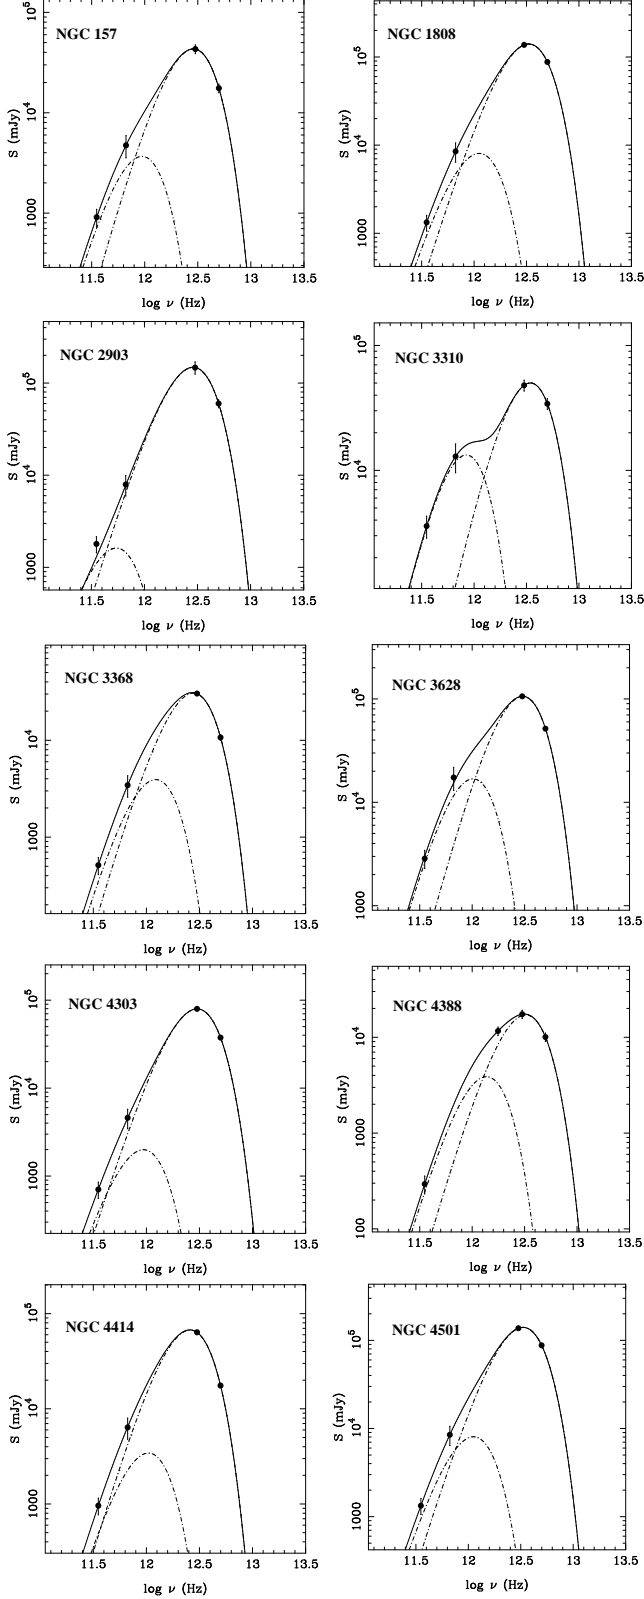 NGC 157
S (mJy)
10^5
10^4
1000
11.5 12 12.5 13 13.5
log ν (Hz)
NGC 1808
S (mJy)
10^5
10^4
1000
11.5 12 12.5 13 13.5
log ν (Hz)
NGC 2903
S (mJy)
10^5
10^4
1000
11.5 12 12.5 13 13.5
log ν (Hz)
NGC 3310
S (mJy)
10^5
10^4
11.5 12 12.5 13 13.5
log ν (Hz)
NGC 3368
S (mJy)
10^4
1000
11.5 12 12.5 13 13.5
log ν (Hz)
NGC 3628
S (mJy)
10^5
10^4
1000
11.5 12 12.5 13 13.5
log ν (Hz)
NGC 4303
S (mJy)
10^5
10^4
1000
11.5 12 12.5 13 13.5
log ν (Hz)
NGC 4388
S (mJy)
10^4
1000
100
11.5 12 12.5 13 13.5
log ν (Hz)
NGC 4414
S (mJy)
10^5
10^4
1000
11.5 12 12.5 13 13.5
log ν (Hz)
NGC 4501
S (mJy)
10^5
10^4
1000
11.5 12 12.5 13 13.5
log ν (Hz)